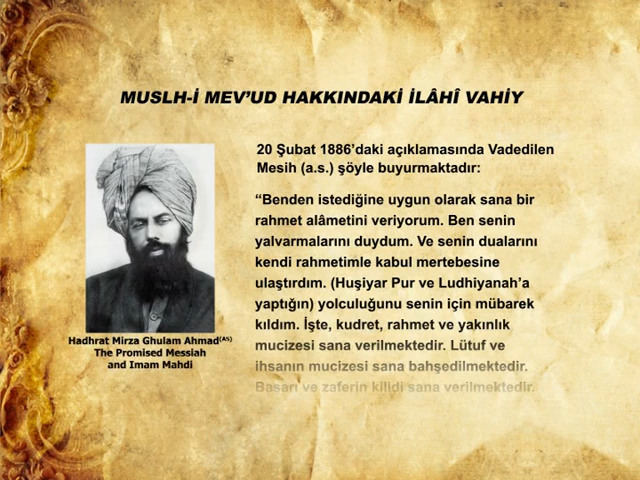 MUSLH-İ MEV’UD HAKKINDAKİ İLÂHÎ VAHİY
20 Şubat 1886’daki açıklamasında Vadedilen
Mesih (a.s.) şöyle buyurmaktadır:
“Benden istediğine uygun olarak sana bir
rahmet alâmetini veriyorum. Ben senin
yalvarmalarını duydum. Ve senin dualarını
kendi rahmetimle kabul mertebesine
ulaştırdım. (Huşiyar Pur ve Ludhiyanah’a
yaptığın) yolculuğunu senin için mübarek
kıldım. İşte, kudret, rahmet ve yakınlık
mucizesi sana verilmektedir. Lütuf ve
ihsanın mucizesi sana bahşedilmektedir.
Basarı ve zaferin kilidi sana verilmektedir.
Hadhrat Mirza Ghulam Ahmad(AS)
The Promised Messiah
and Imam Mahdi